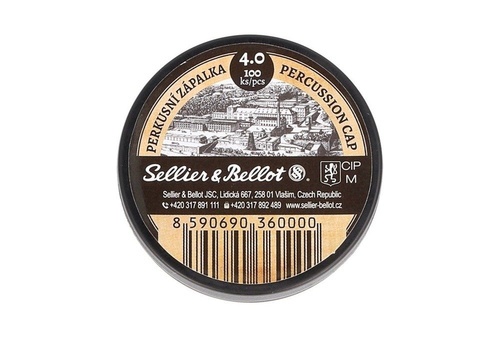 4.0
100
ks/pcs
PERKUSNÍ ZÁPALKA
PERCUSSION CAP
Sellier & Bellot S&B
CIP
M
Sellier & Bellot JSC, Lidická 667, 258 01 Vlašim, Czech Republic
+420 317 891 111 +420 317 892 489 www.sellier-bellot.cz
8 590690 360000